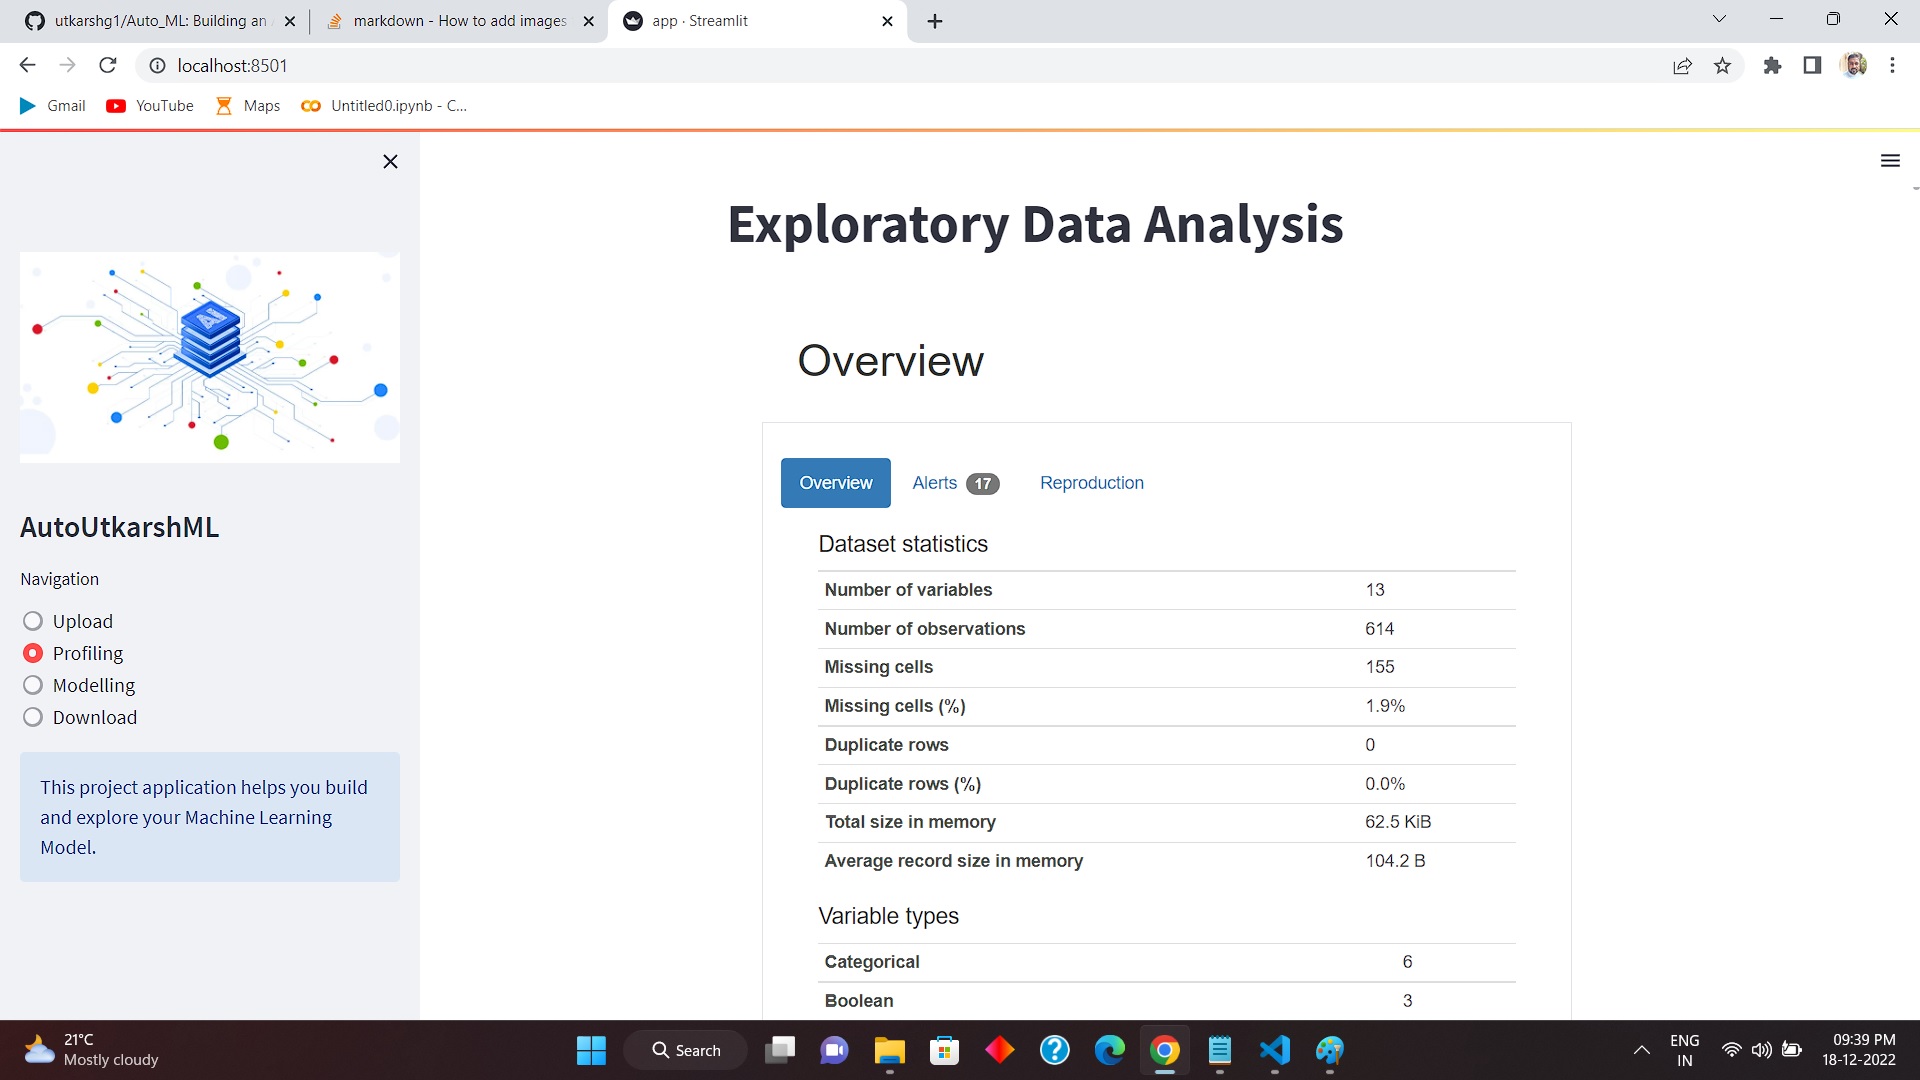 utkarshg1/Auto_ML: Building an
markdown - How to add images
app · Streamlit
localhost:8501
Gmail
YouTube
Maps
Untitled0.ipynb - C...
Exploratory Data Analysis
AI
Overview
Overview
Alerts 17
Reproduction
AutoUtkarshML
Navigation
Upload
Profiling
Modelling
Download
This project application helps you build
and explore your Machine Learning
Model.
Dataset statistics
Number of variables 13
Number of observations 614
Missing cells 155
Missing cells (%) 1.9%
Duplicate rows 0
Duplicate rows (%) 0.0%
Total size in memory 62.5 KiB
Average record size in memory 104.2 B
Variable types
Categorical 6
Boolean 3
21°C
Mostly cloudy
Search
ENG
IN
09:39 PM
18-12-2022